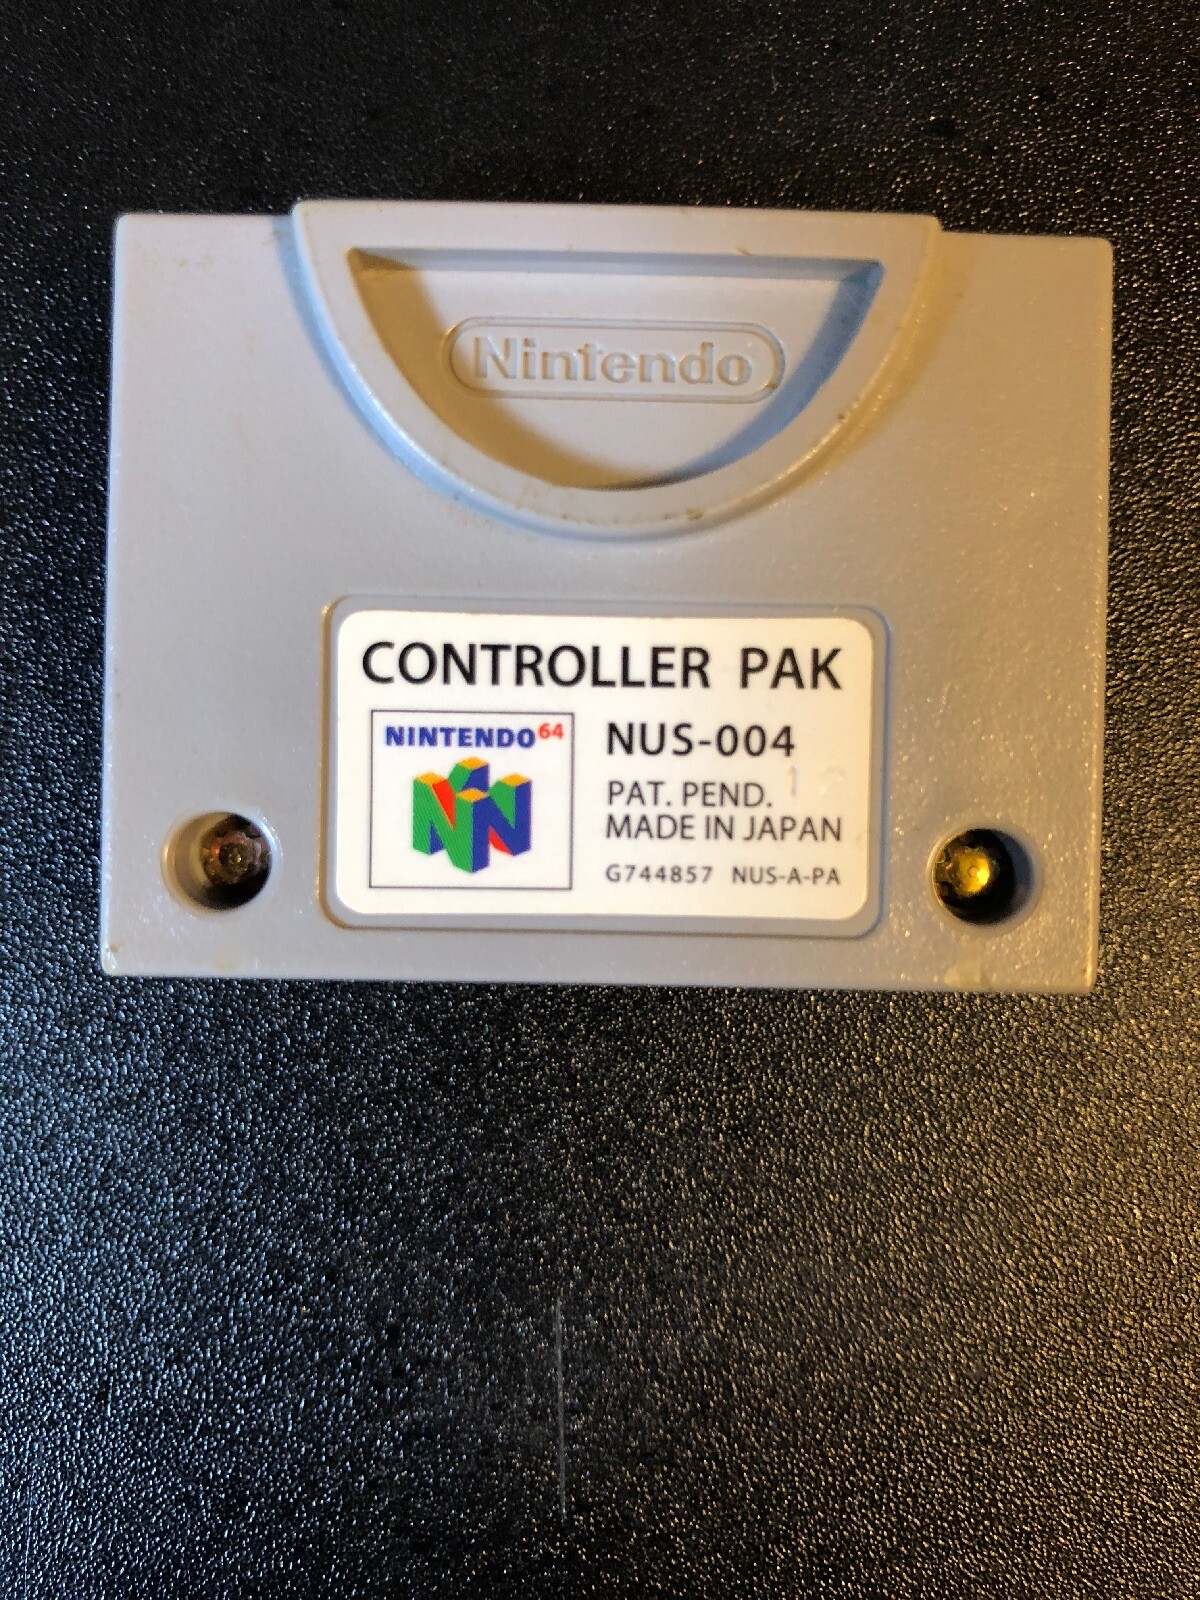 Nintendo
CONTROLLER PAK
NINTENDO64
NUS-004
PAT. PEND.
MADE IN JAPAN
G744857 NUS-A-PA